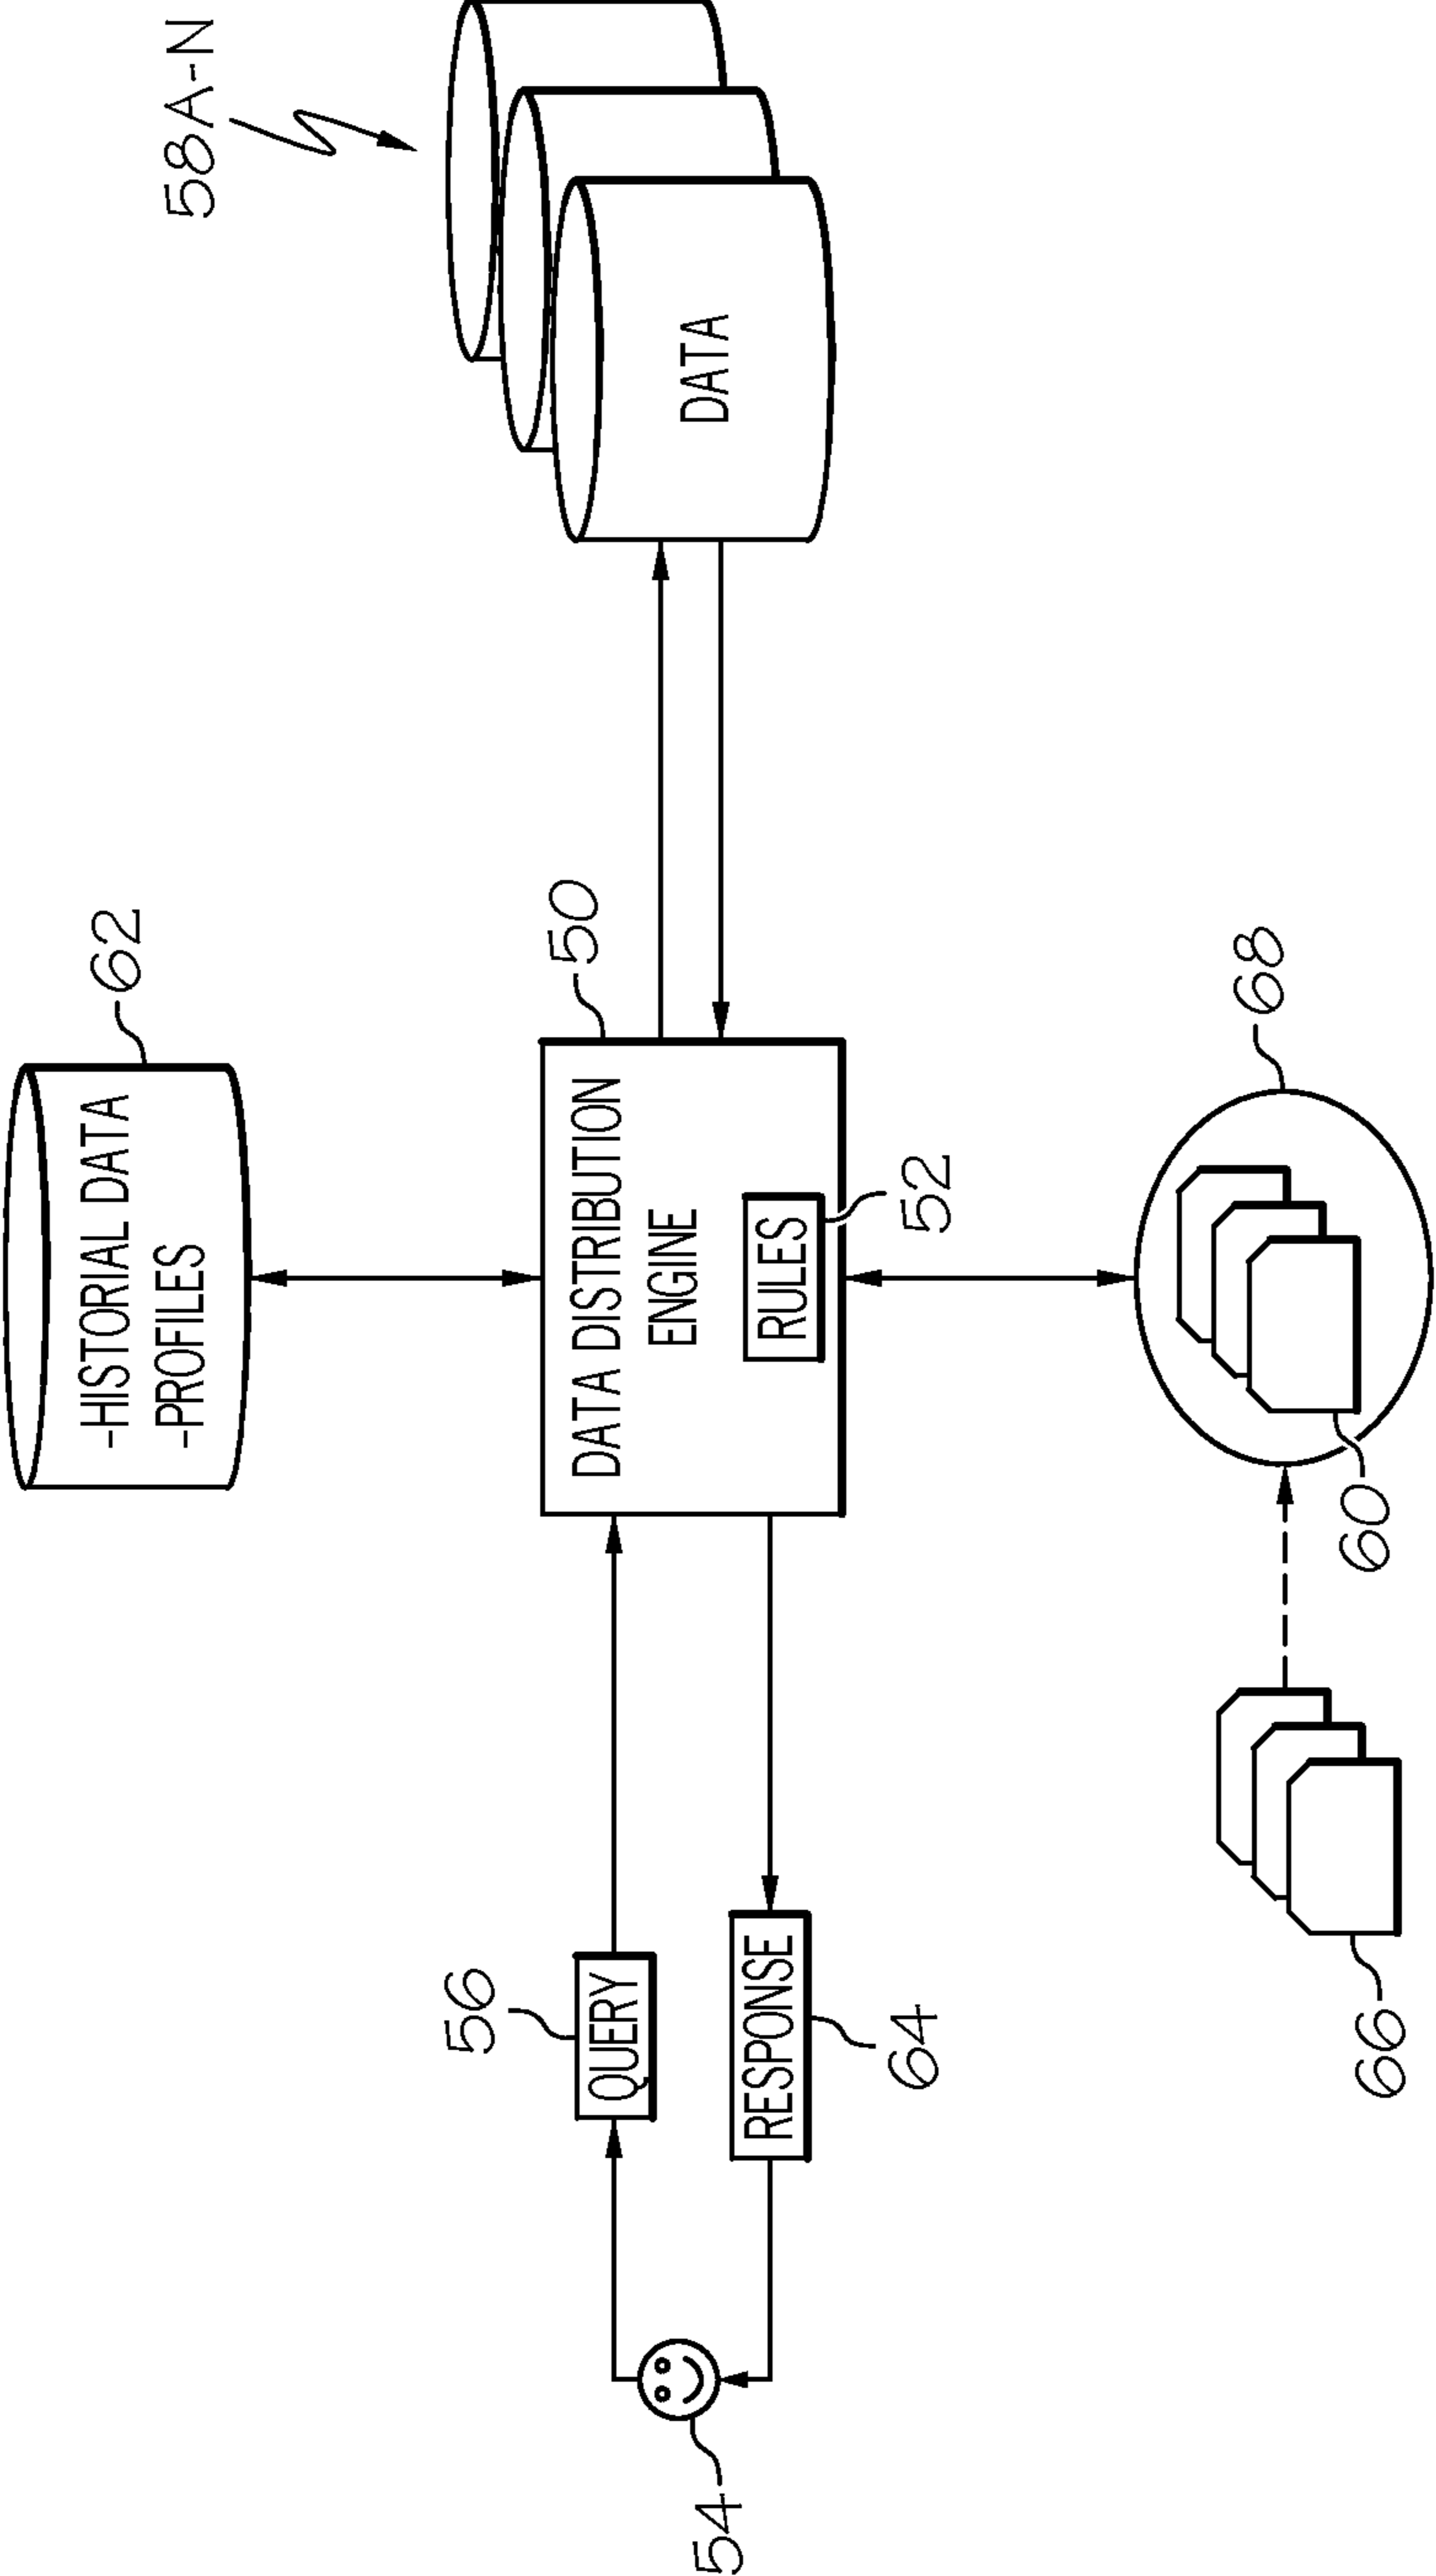 -HISTORIAL DATA
-PROFILES
62
58A-N
DATA
50
DATA DISTRIBUTION
ENGINE
RULES
52
56
QUERY
RESPONSE
64
54
68
60
66